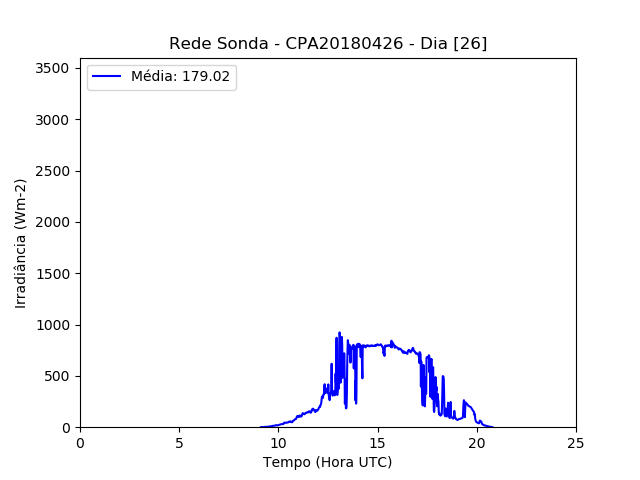 Rede Sonda - CPA20180426 - Dia [26]
Média: 179.02
3500
3000
2500
2000
1500
1000
500
0
Irradiância (Wm-2)
0 5 10 15 20 25
Tempo (Hora UTC)